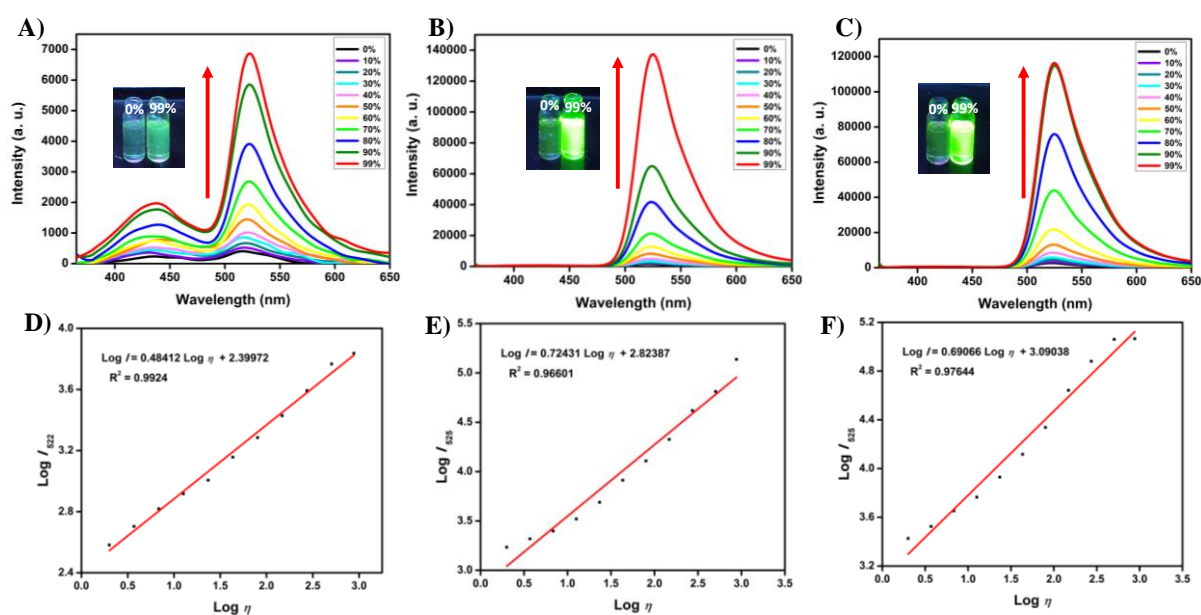 A)
7000
6000
5000
4000
3000
2000
1000
0
Intensity (a. u.)
400 450 500 550 600 650
Wavelength (nm)
0% 99%
0%
10%
20%
30%
40%
50%
60%
70%
80%
90%
99%
B)
140000
120000
100000
80000
60000
40000
20000
0
Intensity (a. u.)
400 450 500 550 600 650
Wavelength (nm)
0% 99%
0%
10%
20%
30%
40%
50%
60%
70%
80%
90%
99%
C)
120000
100000
80000
60000
40000
20000
0
Intensity (a. u.)
400 450 500 550 600 650
Wavelength (nm)
0% 99%
0%
10%
20%
30%
40%
50%
60%
70%
80%
90%
99%
D)
4.0
3.6
3.2
2.8
2.4
Log I522
Log I = 0.48412 Log η + 2.39972
R² = 0.9924
0.0 0.5 1.0 1.5 2.0 2.5 3.0
Log η
E)
5.5
5.0
4.5
4.0
3.5
3.0
Log I525
Log I = 0.72431 Log η + 2.82387
R² = 0.96601
0.0 0.5 1.0 1.5 2.0 2.5 3.0 3.5
Log η
F)
5.2
4.8
4.4
4.0
3.6
3.2
Log I525
Log I = 0.69066 Log η + 3.09038
R² = 0.97644
0.0 0.5 1.0 1.5 2.0 2.5 3.0 3.5
Log η